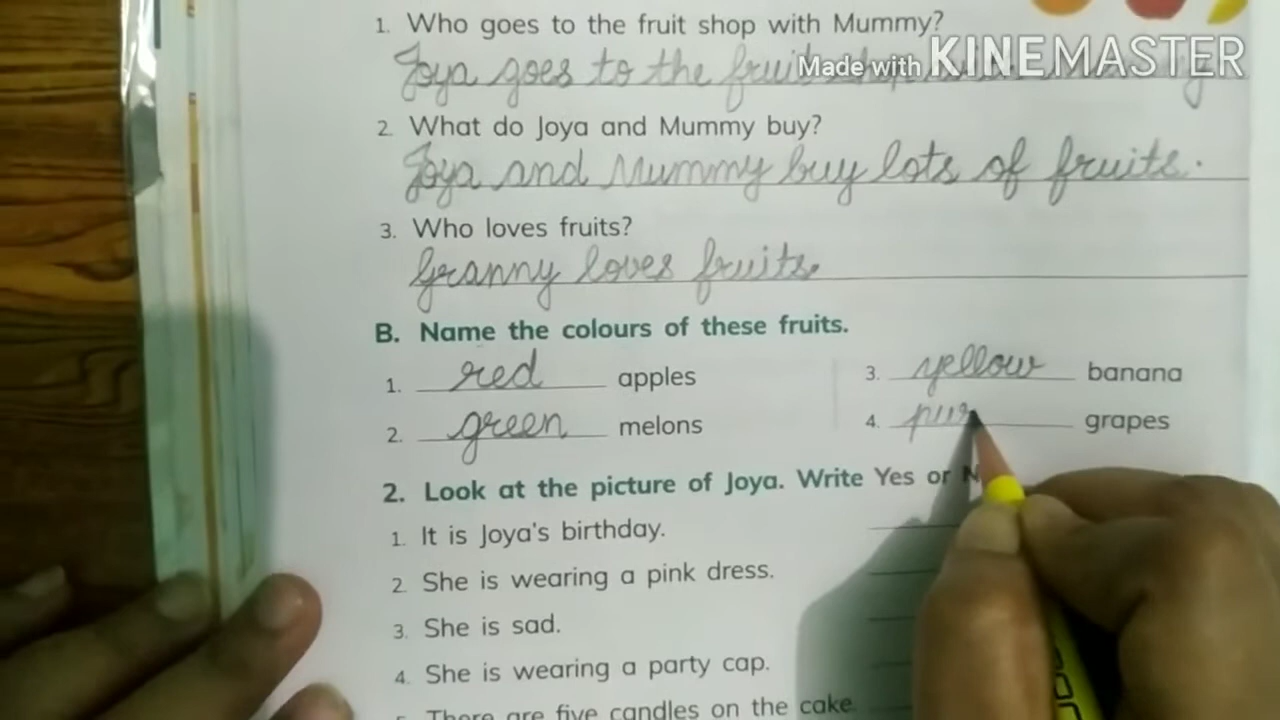 1. Who goes to the fruit shop with Mummy?
Joya goes to the fruit
Made with KINEMASTER
2. What do Joya and Mummy buy?
Joya and Mummy buy lots of fruits.
3. Who loves fruits?
Granny loves fruits.
B. Name the colours of these fruits.
1. red apples
3. yellow banana
2. green melons
4. pur grapes
2. Look at the picture of Joya. Write Yes or N
1. It is Joya's birthday.
2. She is wearing a pink dress.
3. She is sad.
4. She is wearing a party cap.
5. There are five candles on the cake.